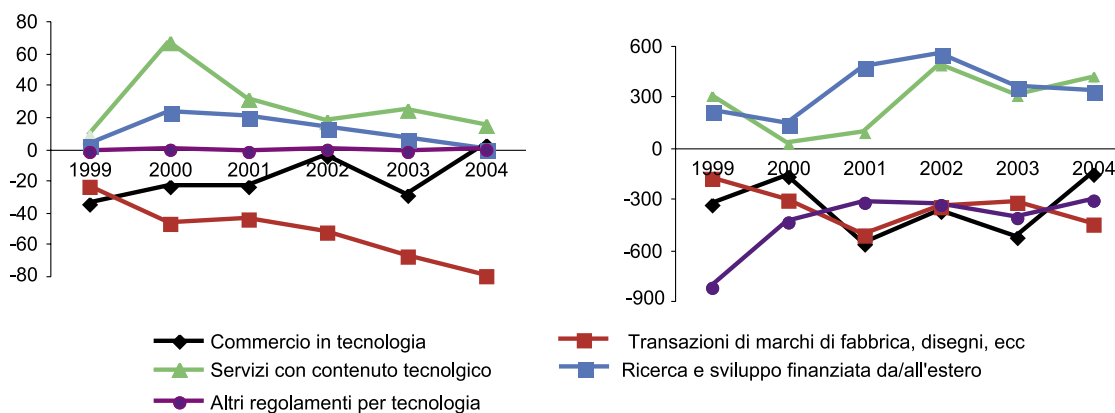 80
60
40
20
0
-20
-40
-60
-80
1999 2000 2001 2002 2003 2004
600
300
0
-300
-600
-900
1999 2000 2001 2002 2003 2004
Commercio in tecnologia
Servizi con contenuto tecnolgico
Altri regolamenti per tecnologia
Transazioni di marchi di fabbrica, disegni, ecc
Ricerca e sviluppo finanziata da/all'estero